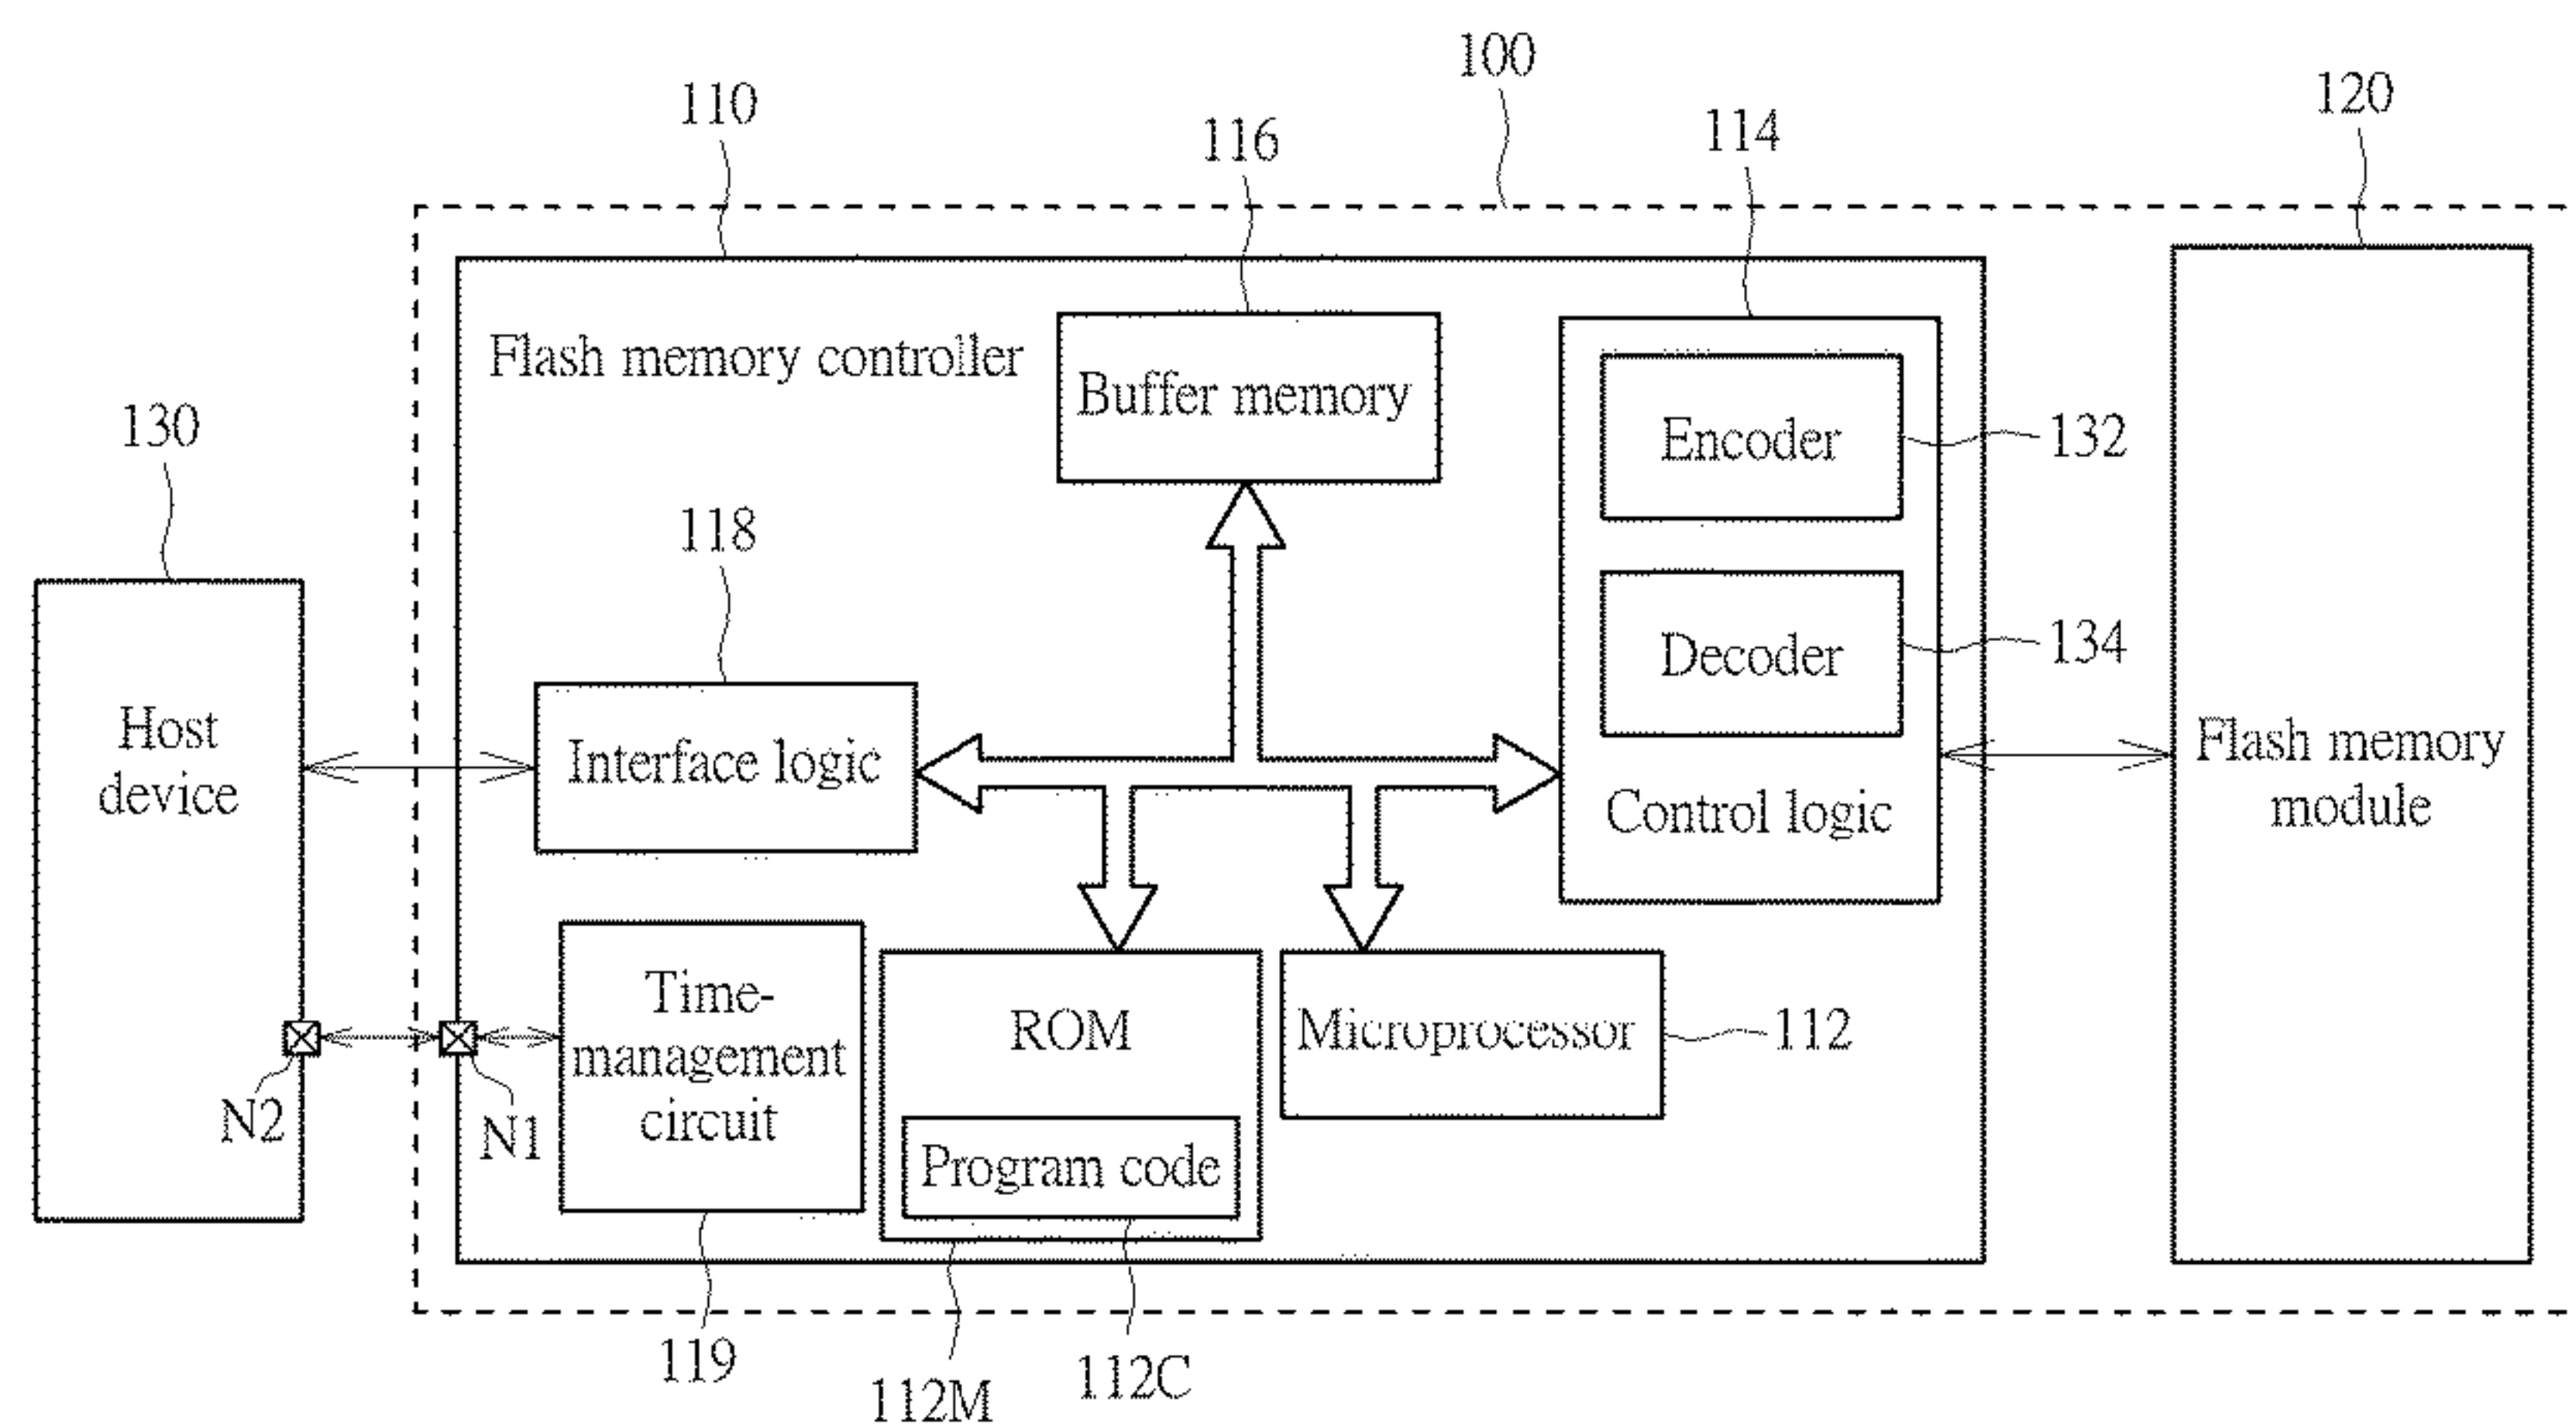 100
110
120
114
116
Flash memory controller
Buffer memory
130
Encoder
132
118
Decoder
134
Host
device
Interface logic
Flash memory
module
Control logic
Time-
management
circuit
ROM
Microprocessor
112
N2
N1
Program code
119
112M
112C